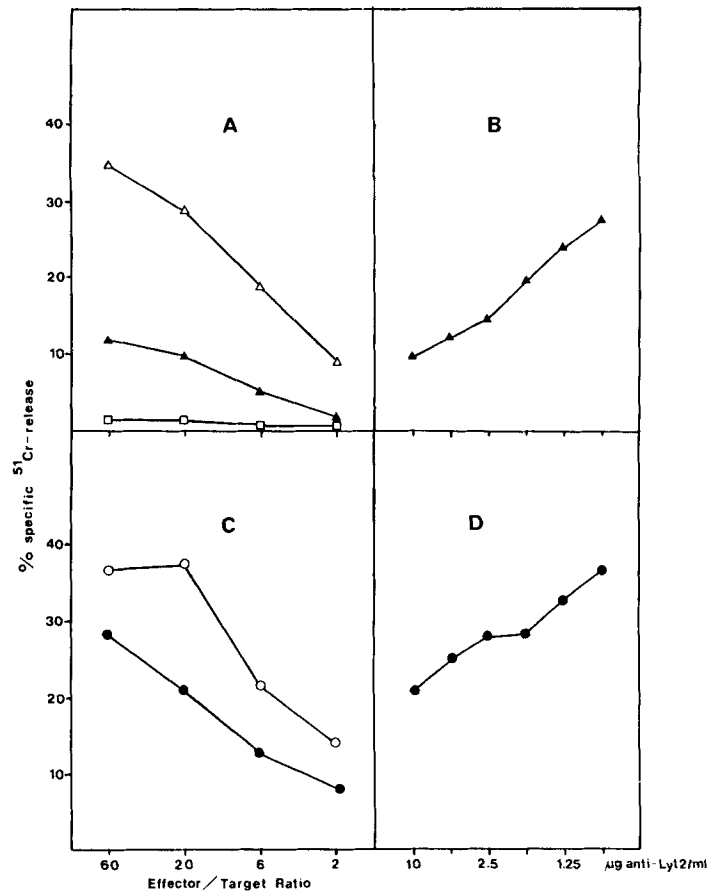 A
B
40
30
20
10
% specific 51Cr-release
C
D
40
30
20
10
60
20
6
2
10
2.5
1.25
µg anti-Lyt2/ml
Effector/Target Ratio